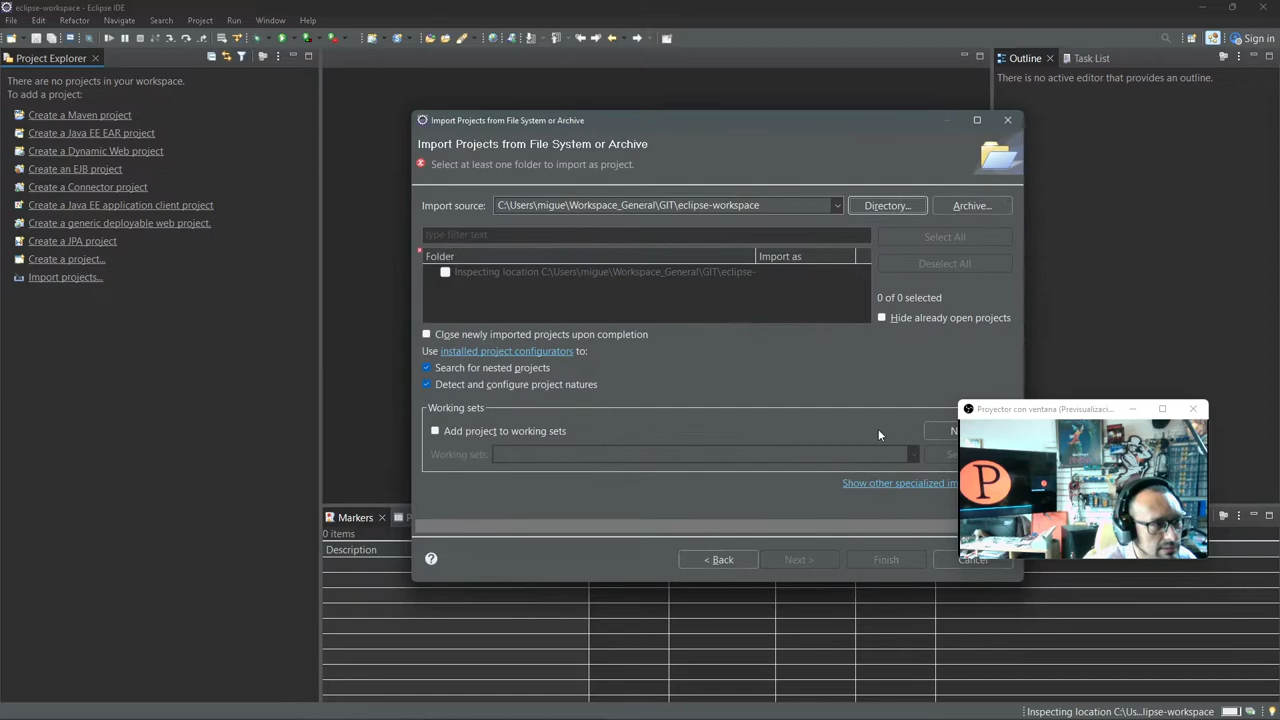 eclipse-workspace - Eclipse IDE
File Edit Refactor Navigate Search Project Run Window Help
Sign in
Project Explorer
There are no projects in your workspace.
To add a project:
Create a Maven project
Create a Java EE EAR project
Create a Dynamic Web project
Create an EJB project
Create a Connector project
Create a Java EE application client project
Create a generic deployable web project.
Create a JPA project
Create a project...
Import projects...
Import Projects from File System or Archive
Import Projects from File System or Archive
Select at least one folder to import as project.
Import source: C:\Users\migue\Workspace_General\GIT\eclipse-workspace Directory... Archive...
type filter text
Select All
Folder Import as
Deselect All
Inspecting location C:\Users\migue\Workspace_General\GIT\eclipse-
0 of 0 selected
Hide already open projects
Close newly imported projects upon completion
Use installed project configurators to:
Search for nested projects
Detect and configure project natures
Working sets
Add project to working sets
N
Working sets:
Se
Show other specialized im
< Back Next > Finish Cancel
Outline Task List
There is no active editor that provides an outline.
Proyector con ventana (Previsualizaci...
P
Markers P
0 items
Description
Inspecting location C:\Us...lipse-workspace